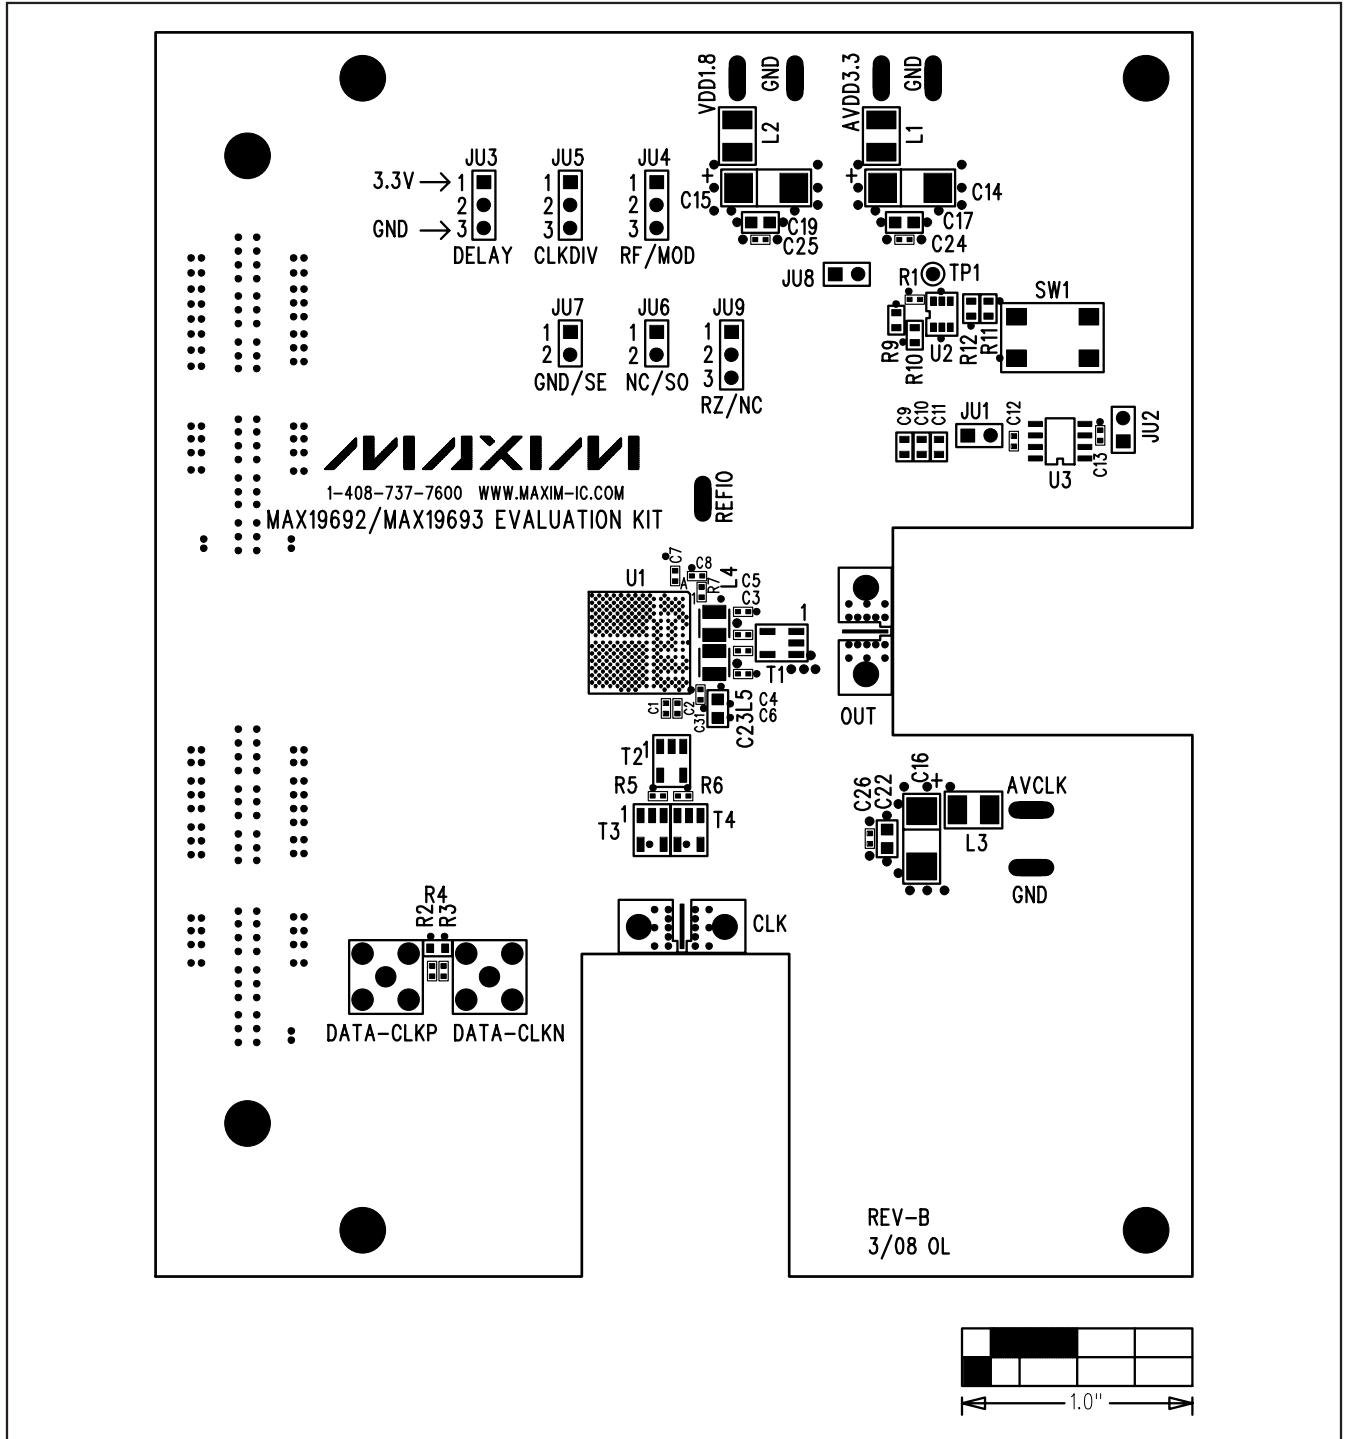 VDD1.8
GND
AVDD3.3
GND
L2
L1
JU3
JU5
JU4
3.3V
1
1
1
2
2
2
GND
3
3
3
DELAY
CLKDIV
RF/MOD
+
C15
C19
C25
+
C14
C17
C24
JU8
R1
TP1
SW1
JU7
JU6
JU9
1
1
1
2
2
2
3
GND/SE
NC/SO
RZ/NC
R9
R10
U2
R12
R11
C9
C10
C11
JU1
C12
U3
C13
JU2
MAXIM
1-408-737-7600 WWW.MAXIM-IC.COM
MAX19692/MAX19693 EVALUATION KIT
REFIO
C7
C8
U1
A
1
R7
L4
C5
C3
1
T1
C1
C2
C31
C23
L5
C4
C6
OUT
T2
1
R5
R6
T3
1
T4
C26
C22
C16
+
AVCLK
L3
GND
R4
R2
R3
CLK
DATA-CLKP
DATA-CLKN
REV-B
3/08 OL
1.0"